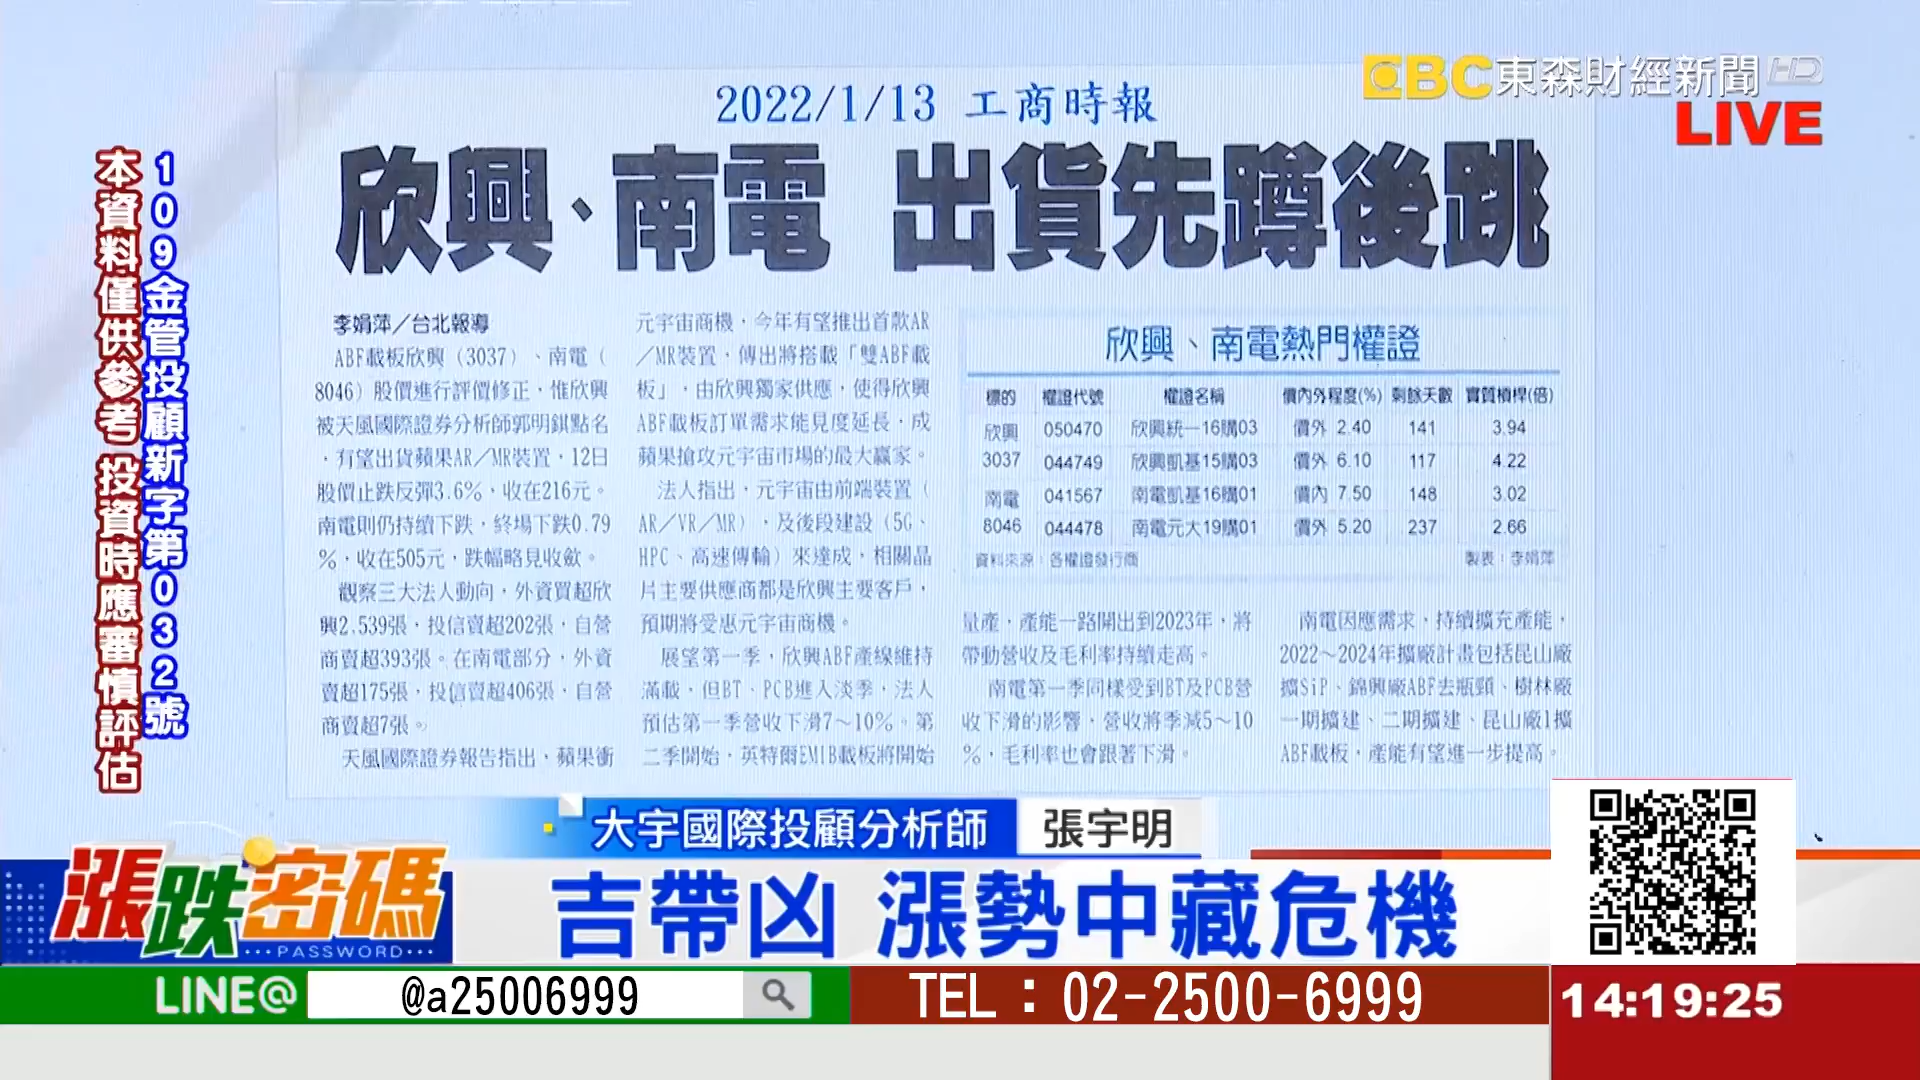 EBC東森財經新聞 HD
LIVE
109金管投顧新字第032號
本資料僅供參考 投資時應審慎評估
2022/1/13 工商時報
欣興、南電 出貨先蹲後跳
李娟萍／台北報導
ABF載板欣興（3037）、南電（
8046）股價進行評價修正，惟欣興
被天風國際證券分析師郭明錤點名
，有望出貨蘋果AR／MR裝置，12日
股價止跌反彈3.6%，收在216元。
南電則仍持續下跌，終場下跌0.79
%，收在505元，跌幅略見收斂。
觀察三大法人動向，外資買超欣
興2,539張，投信賣超202張，自營
商賣超393張。在南電部分，外資
賣超175張，投信賣超406張，自營
商賣超7張。
天風國際證券報告指出，蘋果衝
元宇宙商機，今年有望推出首款AR
／MR裝置，傳出將搭載「雙ABF載
板」，由欣興獨家供應，使得欣興
ABF載板訂單需求能見度延長，成
蘋果搶攻元宇宙市場的最大贏家。
法人指出，元宇宙由前端裝置（
AR／VR／MR），及後段建設（5G、
HPC、高速傳輸）來達成，相關晶
片主要供應商都是欣興主要客戶，
預期將受惠元宇宙商機。
展望第一季，欣興ABF產線維持
滿載，但BT、PCB進入淡季，法人
預估第一季營收下滑7～10%。第
二季開始，英特爾EMIB載板將開始
欣興、南電熱門權證
標的 權證代號 權證名稱 價內外程度(%) 剩餘天數 實質槓桿(倍)
欣興 050470 欣興統一16購03 價外 2.40 141 3.94
3037 044749 欣興凱基15購03 價外 6.10 117 4.22
南電 041567 南電凱基16購01 價內 7.50 148 3.02
8046 044478 南電元大19購01 價外 5.20 237 2.66
資料來源：各權證發行商 製表：李娟萍
量產，產能一路開出到2023年，將
帶動營收及毛利率持續走高。
南電第一季同樣受到BT及PCB營
收下滑的影響，營收將季減5～10
%，毛利率也會跟著下滑。
南電因應需求，持續擴充產能，
2022～2024年擴廠計畫包括昆山廠
擴SiP、錦興廠ABF去瓶頸、樹林廠
一期擴建、二期擴建、昆山廠1擴
ABF載板，產能有望進一步提高。
大宇國際投顧分析師 張宇明
漲跌密碼
PASSWORD
吉帶凶 漲勢中藏危機
LINE@ @a25006999
TEL：02-2500-6999
14:19:25